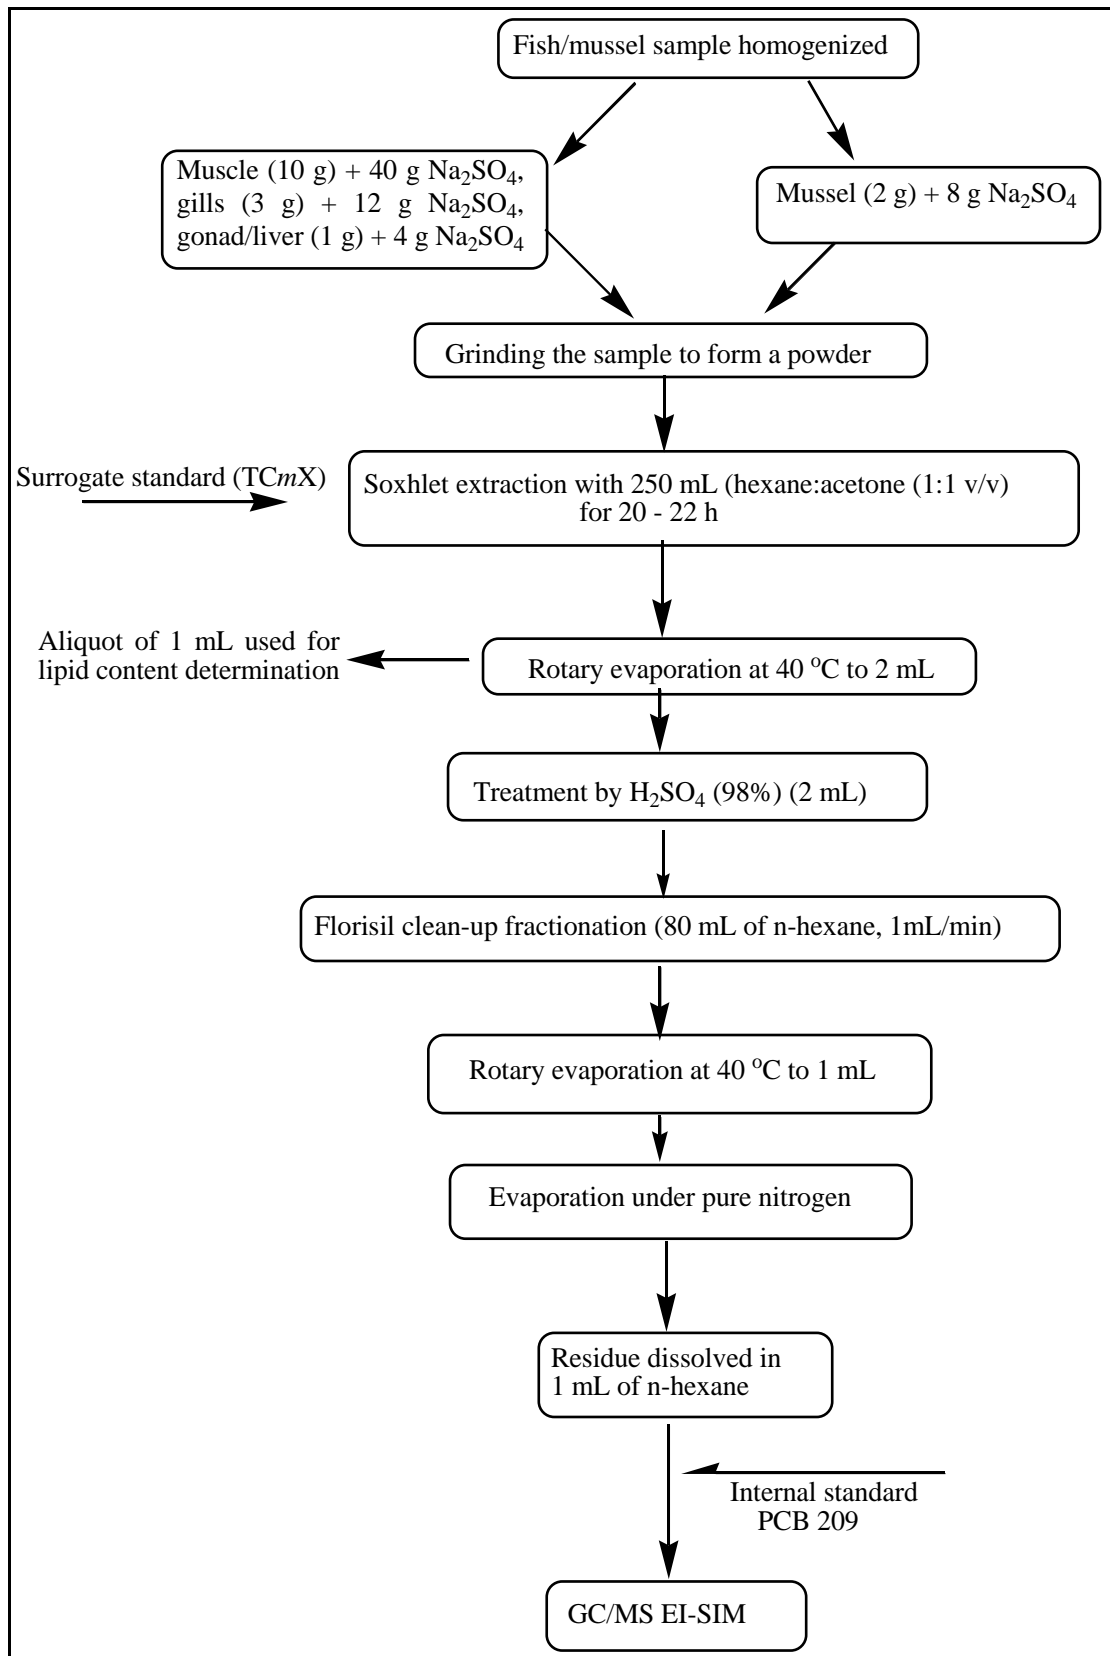 Fish/mussel sample homogenized
Muscle (10 g) + 40 g Na₂SO₄,
gills (3 g) + 12 g Na₂SO₄,
gonad/liver (1 g) + 4 g Na₂SO₄
Mussel (2 g) + 8 g Na₂SO₄
Grinding the sample to form a powder
Surrogate standard (TCmX)
Soxhlet extraction with 250 mL (hexane:acetone (1:1 v/v)
for 20 - 22 h
Aliquot of 1 mL used for
lipid content determination
Rotary evaporation at 40 °C to 2 mL
Treatment by H₂SO₄ (98%) (2 mL)
Florisil clean-up fractionation (80 mL of n-hexane, 1mL/min)
Rotary evaporation at 40 °C to 1 mL
Evaporation under pure nitrogen
Residue dissolved in
1 mL of n-hexane
Internal standard
PCB 209
GC/MS EI-SIM